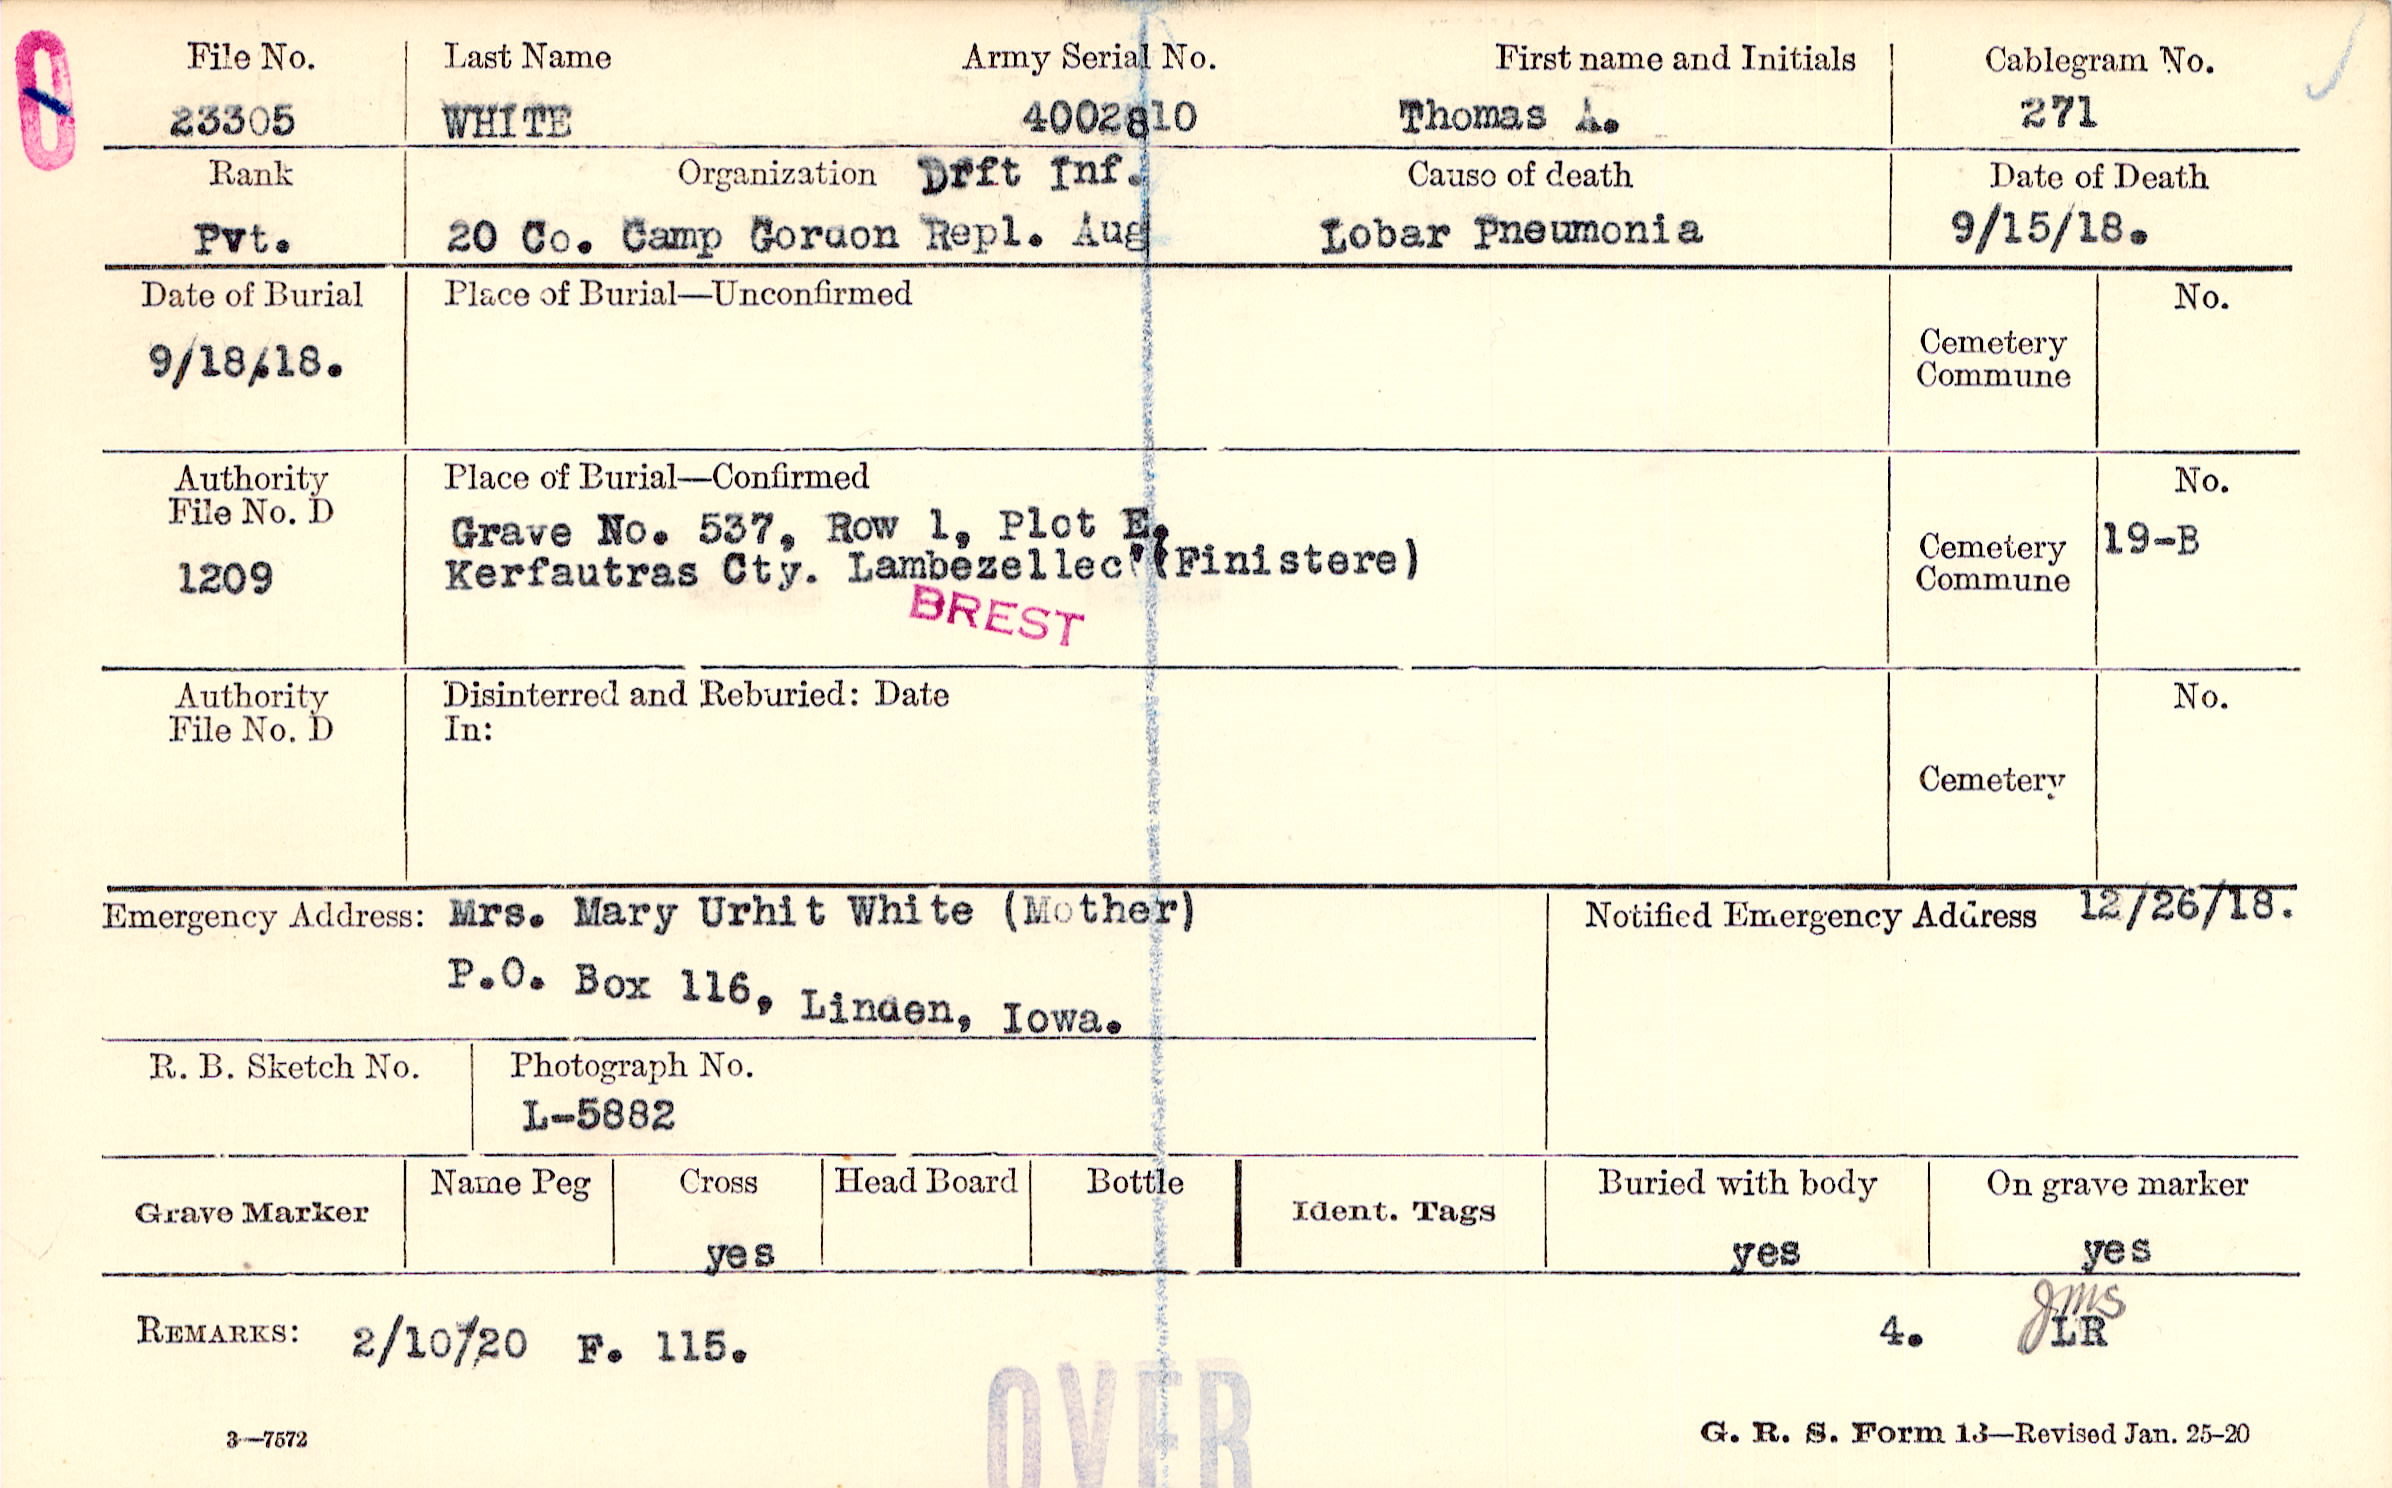 File No. Last Name Army Serial No. First name and Initials Cablegram No.
23305 WHITE 4002810 Thomas A. 271
Rank Organization Drft Inf. Cause of death Date of Death
Pvt. 20 Co. Camp Gordon Repl. Aug Lobar Pneumonia 9/15/18.
Date of Burial Place of Burial—Unconfirmed No.
9/18/18. Cemetery
Commune
Authority Place of Burial—Confirmed No.
File No. D Grave No. 537, Row 1, Plot E,
1209 Kerfautras Cty. Lambezellec (Finistere) Cemetery 19-B
Commune
BREST
Authority Disinterred and Reburied: Date No.
File No. D In:
Cemetery
Emergency Address: Mrs. Mary Urhit White (Mother) Notified Emergency Address 12/26/18.
P.O. Box 116, Linden, Iowa.
R. B. Sketch No. Photograph No.
L-5882
Grave Marker Name Peg Cross Head Board Bottle Ident. Tags Buried with body On grave marker
yes yes yes
JMS
REMARKS: 2/10/20 F. 115. 4. LR
OVER
3—7572 G. R. S. Form 13—Revised Jan. 25-20